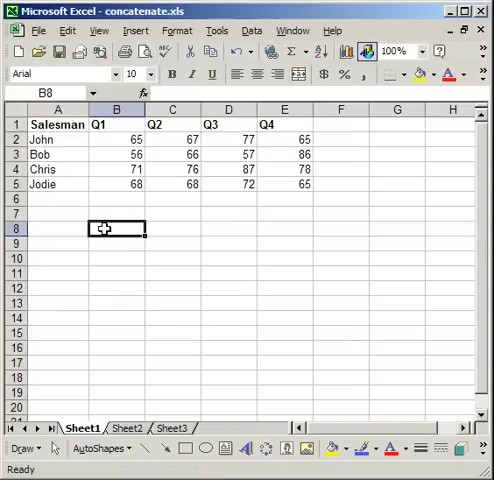 Microsoft Excel - concatenate.xls
File Edit View Insert Format Tools Data Window Help
100%
Arial 10 B I U $ %
B8 fx
A B C D E F G H
1 Salesman Q1 Q2 Q3 Q4
2 John 65 67 77 65
3 Bob 56 66 57 86
4 Chris 71 76 87 78
5 Jodie 68 68 72 65
6
7
8
9
10
11
12
13
14
15
16
17
18
19
20
21
Sheet1 Sheet2 Sheet3
Draw AutoShapes
Ready